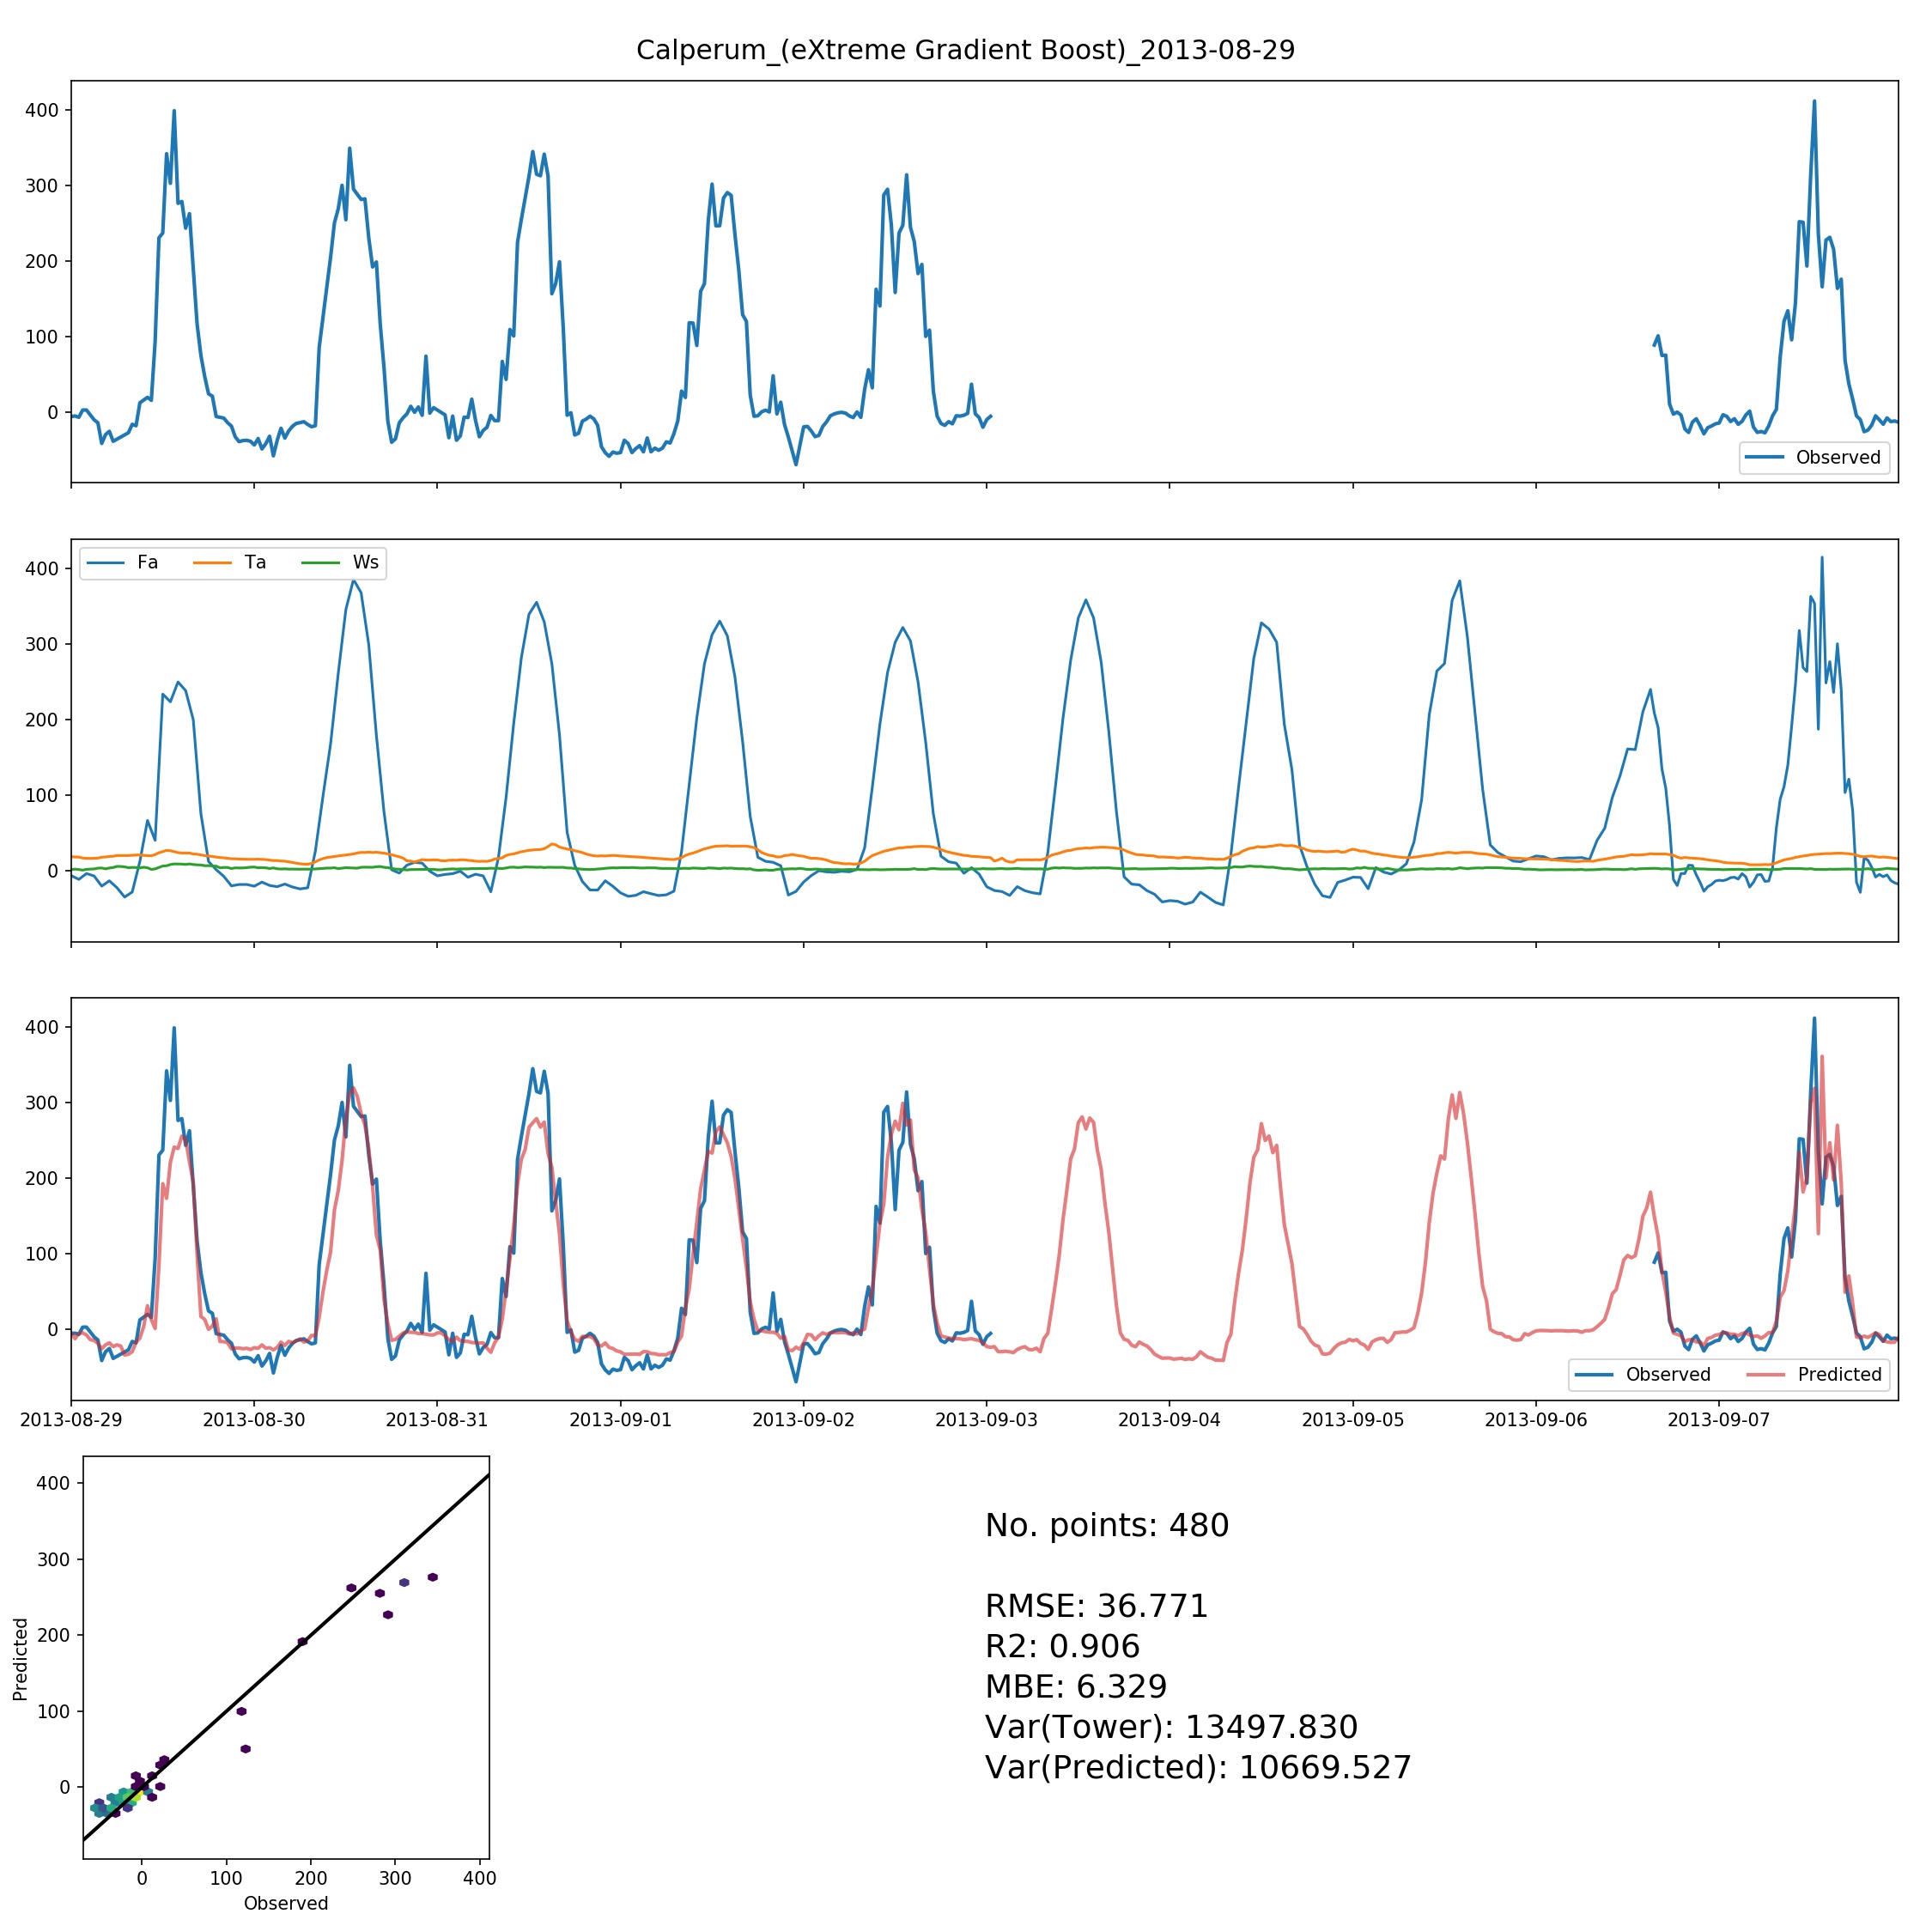 Calperum_(eXtreme Gradient Boost)_2013-08-29
400
300
200
100
0
Observed
400
300
200
100
0
Fa Ta Ws
400
300
200
100
0
Observed Predicted
2013-08-29 2013-08-30 2013-08-31 2013-09-01 2013-09-02 2013-09-03 2013-09-04 2013-09-05 2013-09-06 2013-09-07
400
300
200
100
0
Predicted
0 100 200 300 400
Observed
No. points: 480
RMSE: 36.771
R2: 0.906
MBE: 6.329
Var(Tower): 13497.830
Var(Predicted): 10669.527